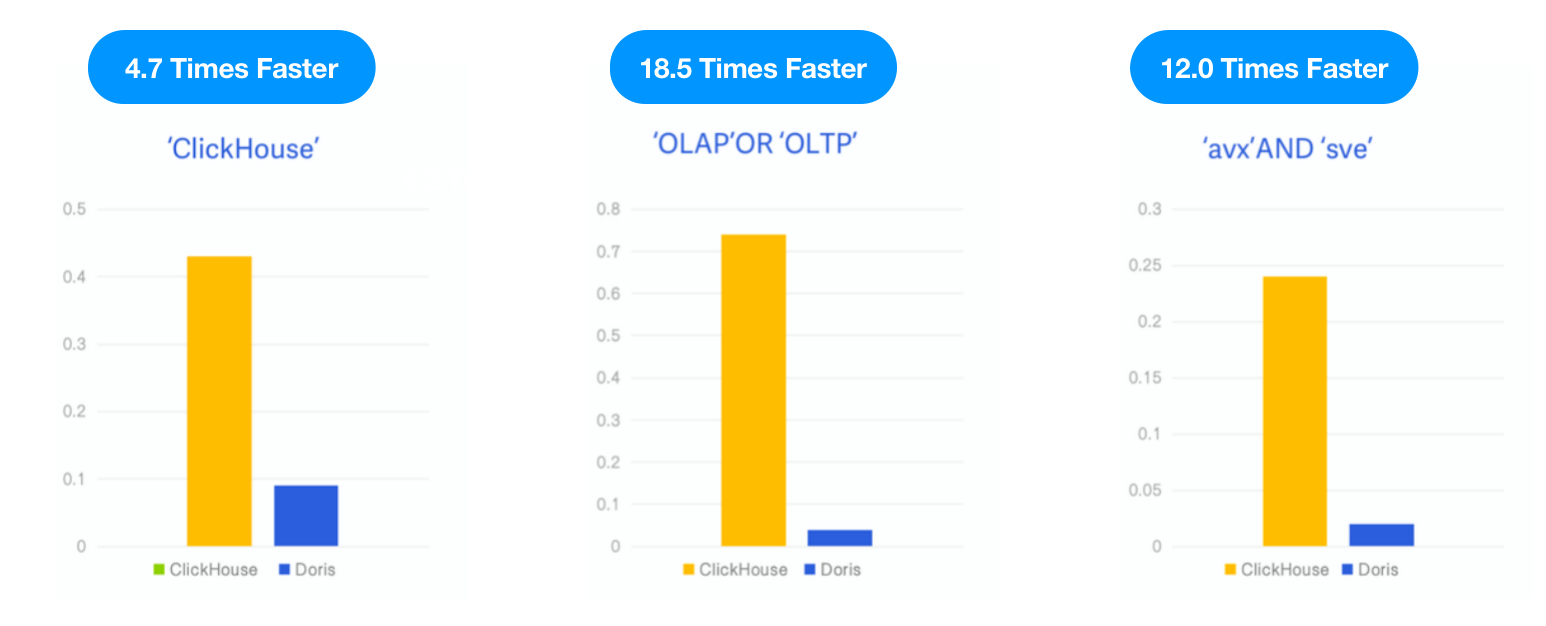 4.7 Times Faster
‘ClickHouse’
0.5
0.4
0.3
0.2
0.1
0
ClickHouse Doris
18.5 Times Faster
‘OLAP’OR ‘OLTP’
0.8
0.7
0.6
0.5
0.4
0.3
0.2
0.1
0
ClickHouse Doris
12.0 Times Faster
‘avx’AND ‘sve’
0.3
0.25
0.2
0.15
0.1
0.05
0
ClickHouse Doris